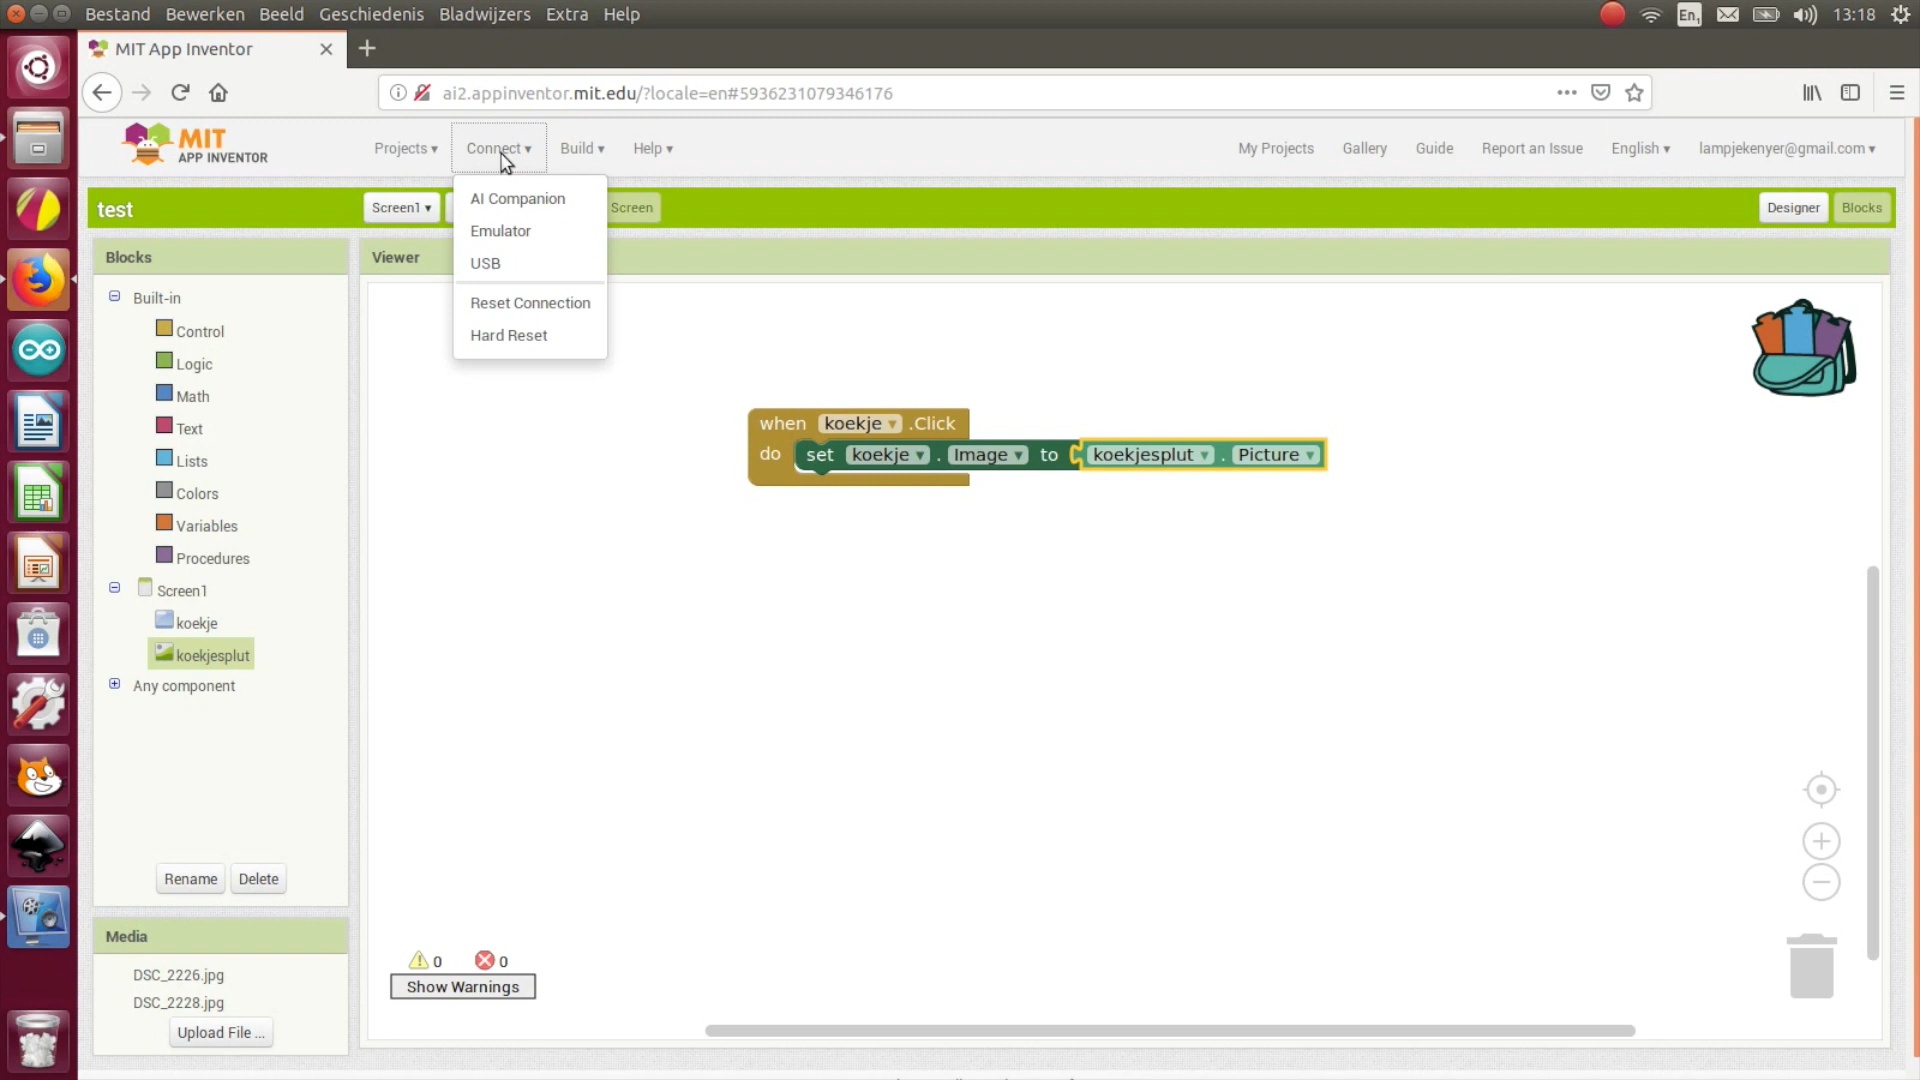 Bestand Bewerken Beeld Geschiedenis Bladwijzers Extra Help
En1 13:18
MIT App Inventor
ai2.appinventor.mit.edu/?locale=en#5936231079346176
MIT
APP INVENTOR
Projects Connect Build Help
My Projects Gallery Guide Report an Issue English lampjekenyer@gmail.com
test
Screen1
Screen
Designer Blocks
AI Companion
Emulator
USB
Reset Connection
Hard Reset
Blocks
Viewer
Built-in
Control
Logic
Math
Text
Lists
Colors
Variables
Procedures
Screen1
koekje
koekjesplut
Any component
when koekje .Click
do set koekje . Image to koekjesplut . Picture
Rename Delete
Media
DSC_2226.jpg
DSC_2228.jpg
Upload File ...
0 0
Show Warnings